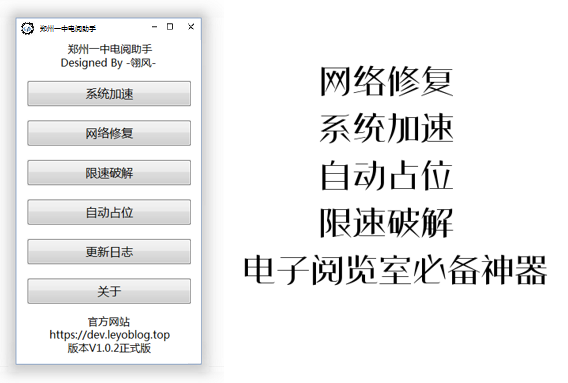 郑州一中电阅助手
郑州一中电阅助手
Designed By -翎风-
系统加速
网络修复
限速破解
自动占位
更新日志
关于
官方网站
https://dev.leyoblog.top
版本V1.0.2正式版
网络修复
系统加速
自动占位
限速破解
电子阅览室必备神器